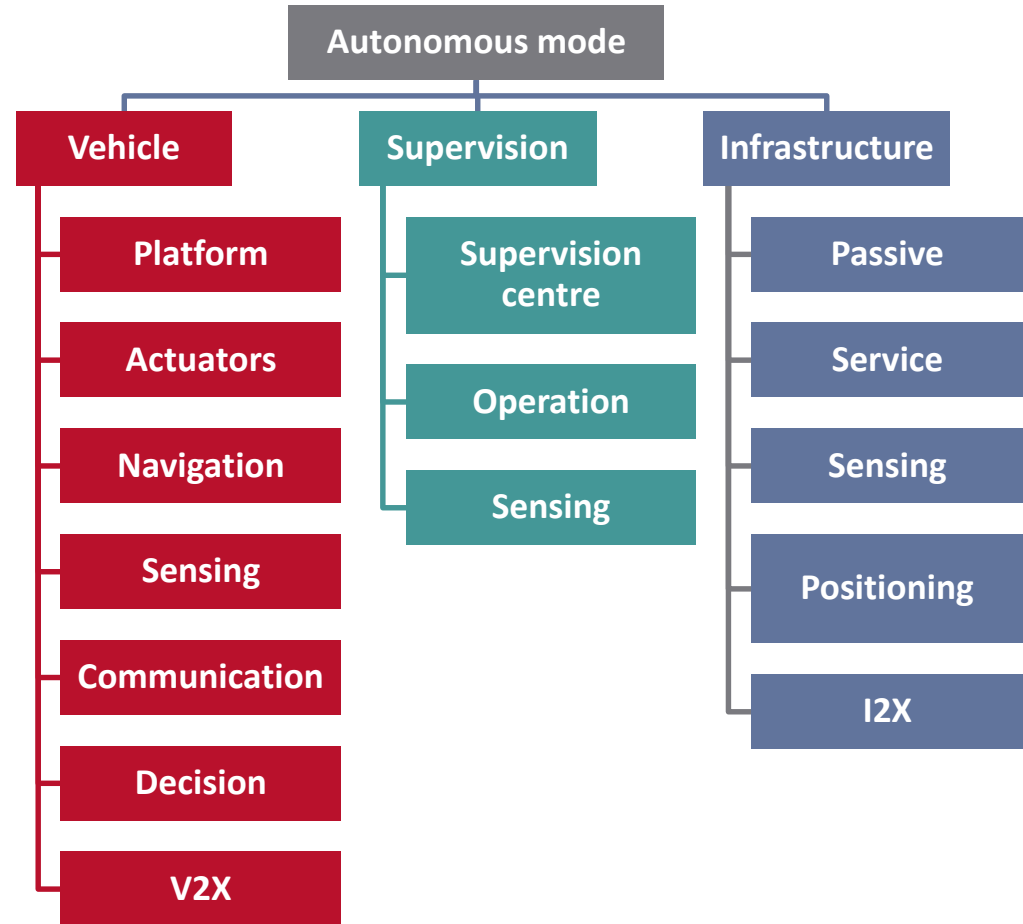 Autonomous mode
Vehicle
Platform
Actuators
Navigation
Sensing
Communication
Decision
V2X
Supervision
Supervision
centre
Operation
Sensing
Infrastructure
Passive
Service
Sensing
Positioning
I2X